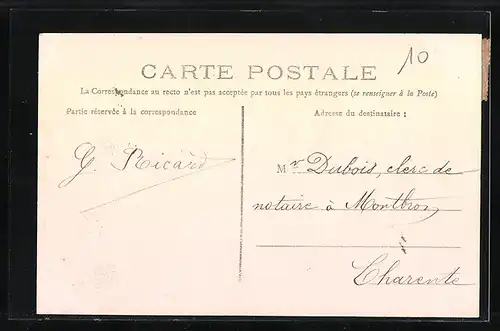 10
CARTE POSTALE
La Correspondance au recto n'est pas acceptée par tous les pays étrangers (se renseigner à la Poste)
Partie réservée à la correspondance
Adresse du destinataire :
G. Ricard
Mr Dubois, clerc de
notaire à Montbron
Charente